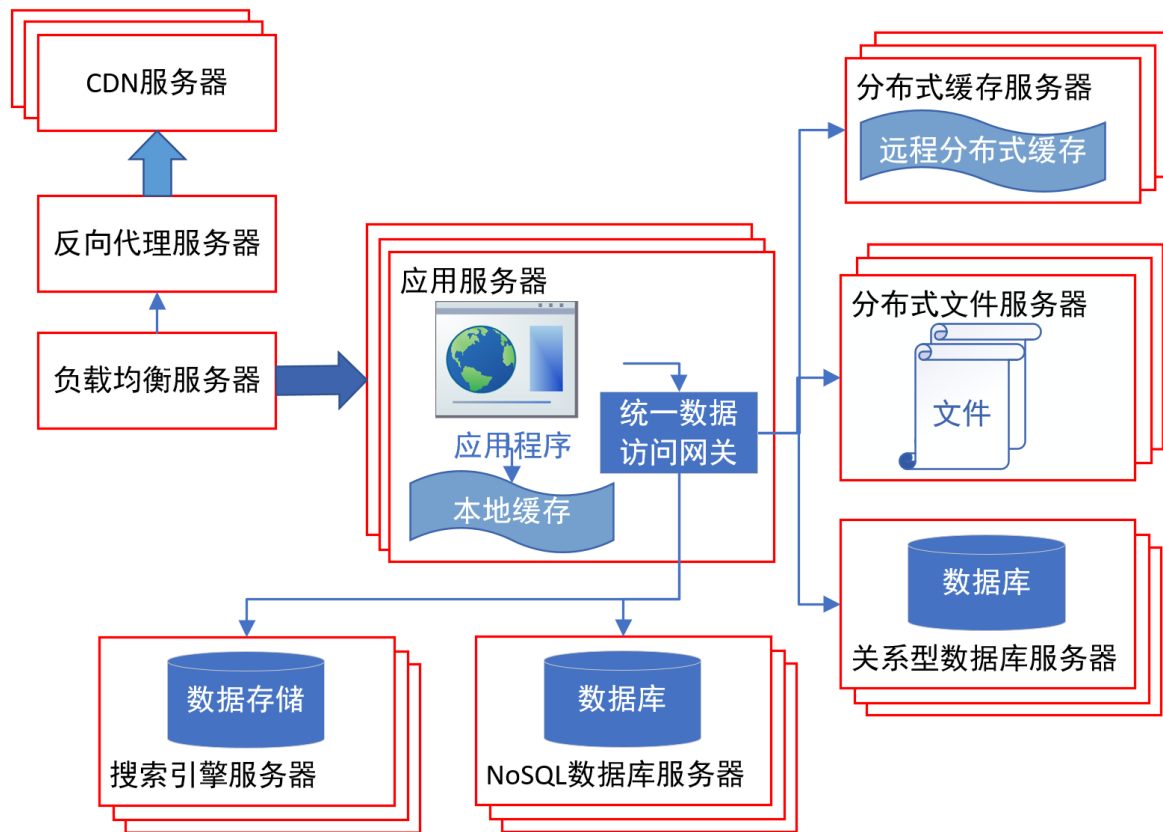 CDN服务器
反向代理服务器
负载均衡服务器
应用服务器
应用程序
本地缓存
统一数据
访问网关
分布式缓存服务器
远程分布式缓存
分布式文件服务器
文件
数据库
关系型数据库服务器
数据存储
搜索引擎服务器
数据库
NoSQL数据库服务器